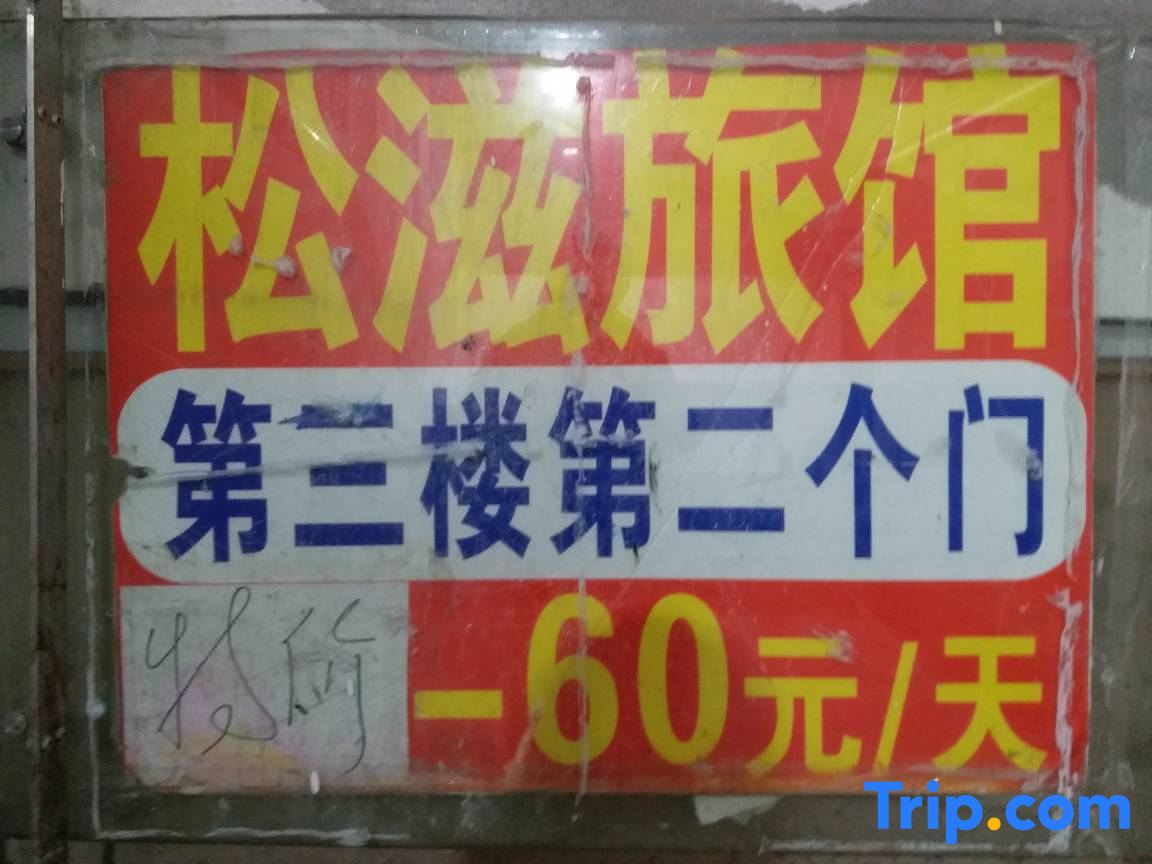 松滋旅馆
第三楼第二个门
特价 -60元/天
Trip.com